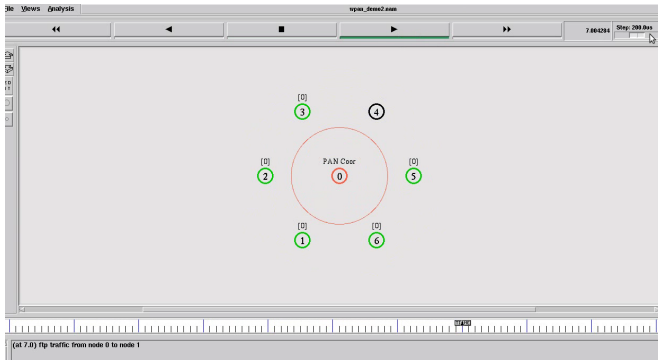 File Views Analysis wpan_demo2.nam
7.004284 Step: 200.0us
[0] 3
4
[0] 2
PAN Coor 0
[0] 5
[0] 1
[0] 6
(at 7.0) ftp traffic from node 0 to node 1